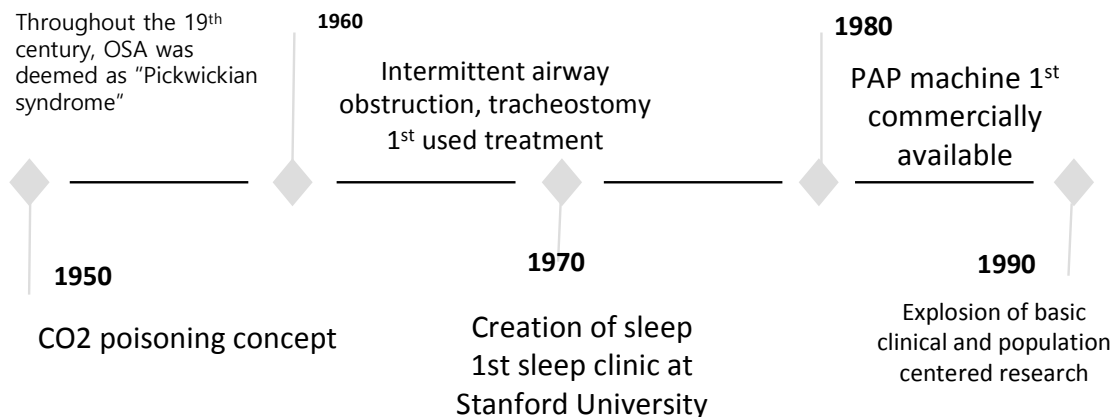 Throughout the 19th
century, OSA was
deemed as "Pickwickian
syndrome"
1950
CO2 poisoning concept
1960
Intermittent airway
obstruction, tracheostomy
1st used treatment
1970
Creation of sleep
1st sleep clinic at
Stanford University
1980
PAP machine 1st
commercially
available
1990
Explosion of basic
clinical and population
centered research